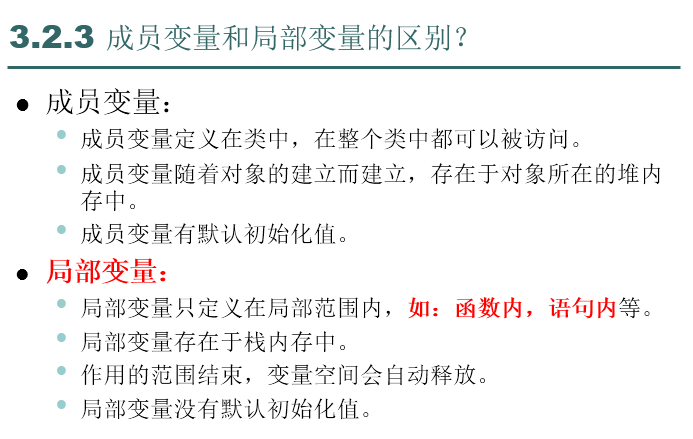 3.2.3 成员变量和局部变量的区别?
● 成员变量：
• 成员变量定义在类中，在整个类中都可以被访问。
• 成员变量随着对象的建立而建立，存在于对象所在的堆内
存中。
• 成员变量有默认初始化值。
● 局部变量：
• 局部变量只定义在局部范围内，如：函数内，语句内等。
• 局部变量存在于栈内存中。
• 作用的范围结束，变量空间会自动释放。
• 局部变量没有默认初始化值。